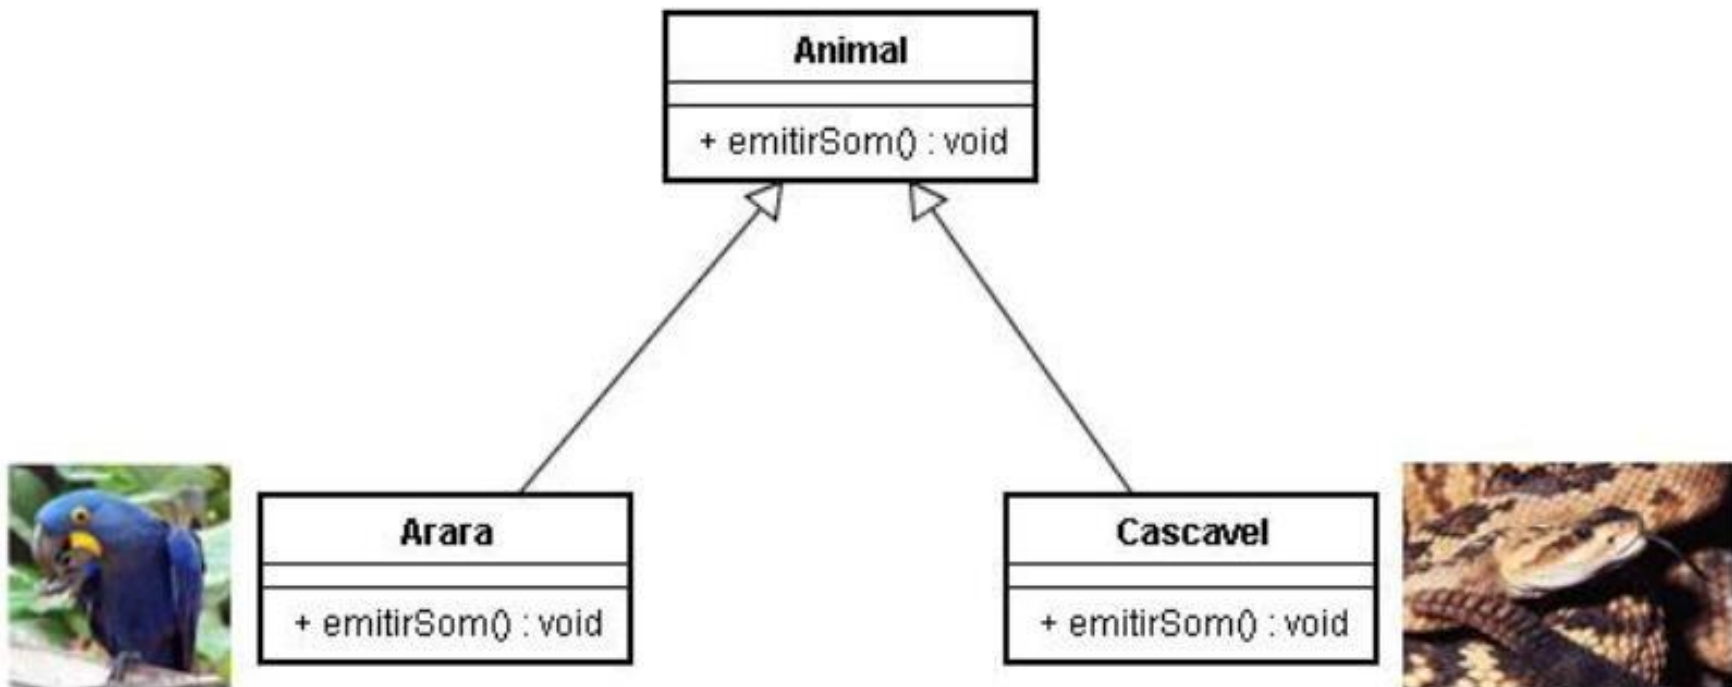 Animal
+ emitirSom() : void
Arara
+ emitirSom() : void
Cascavel
+ emitirSom() : void